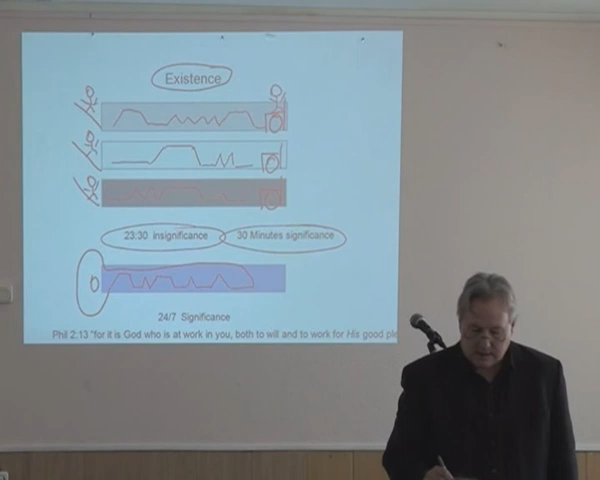 Existence
23:30 insignificance
30 Minutes significance
24/7 Significance
Phil 2:13 "for it is God who is at work in you, both to will and to work for His good